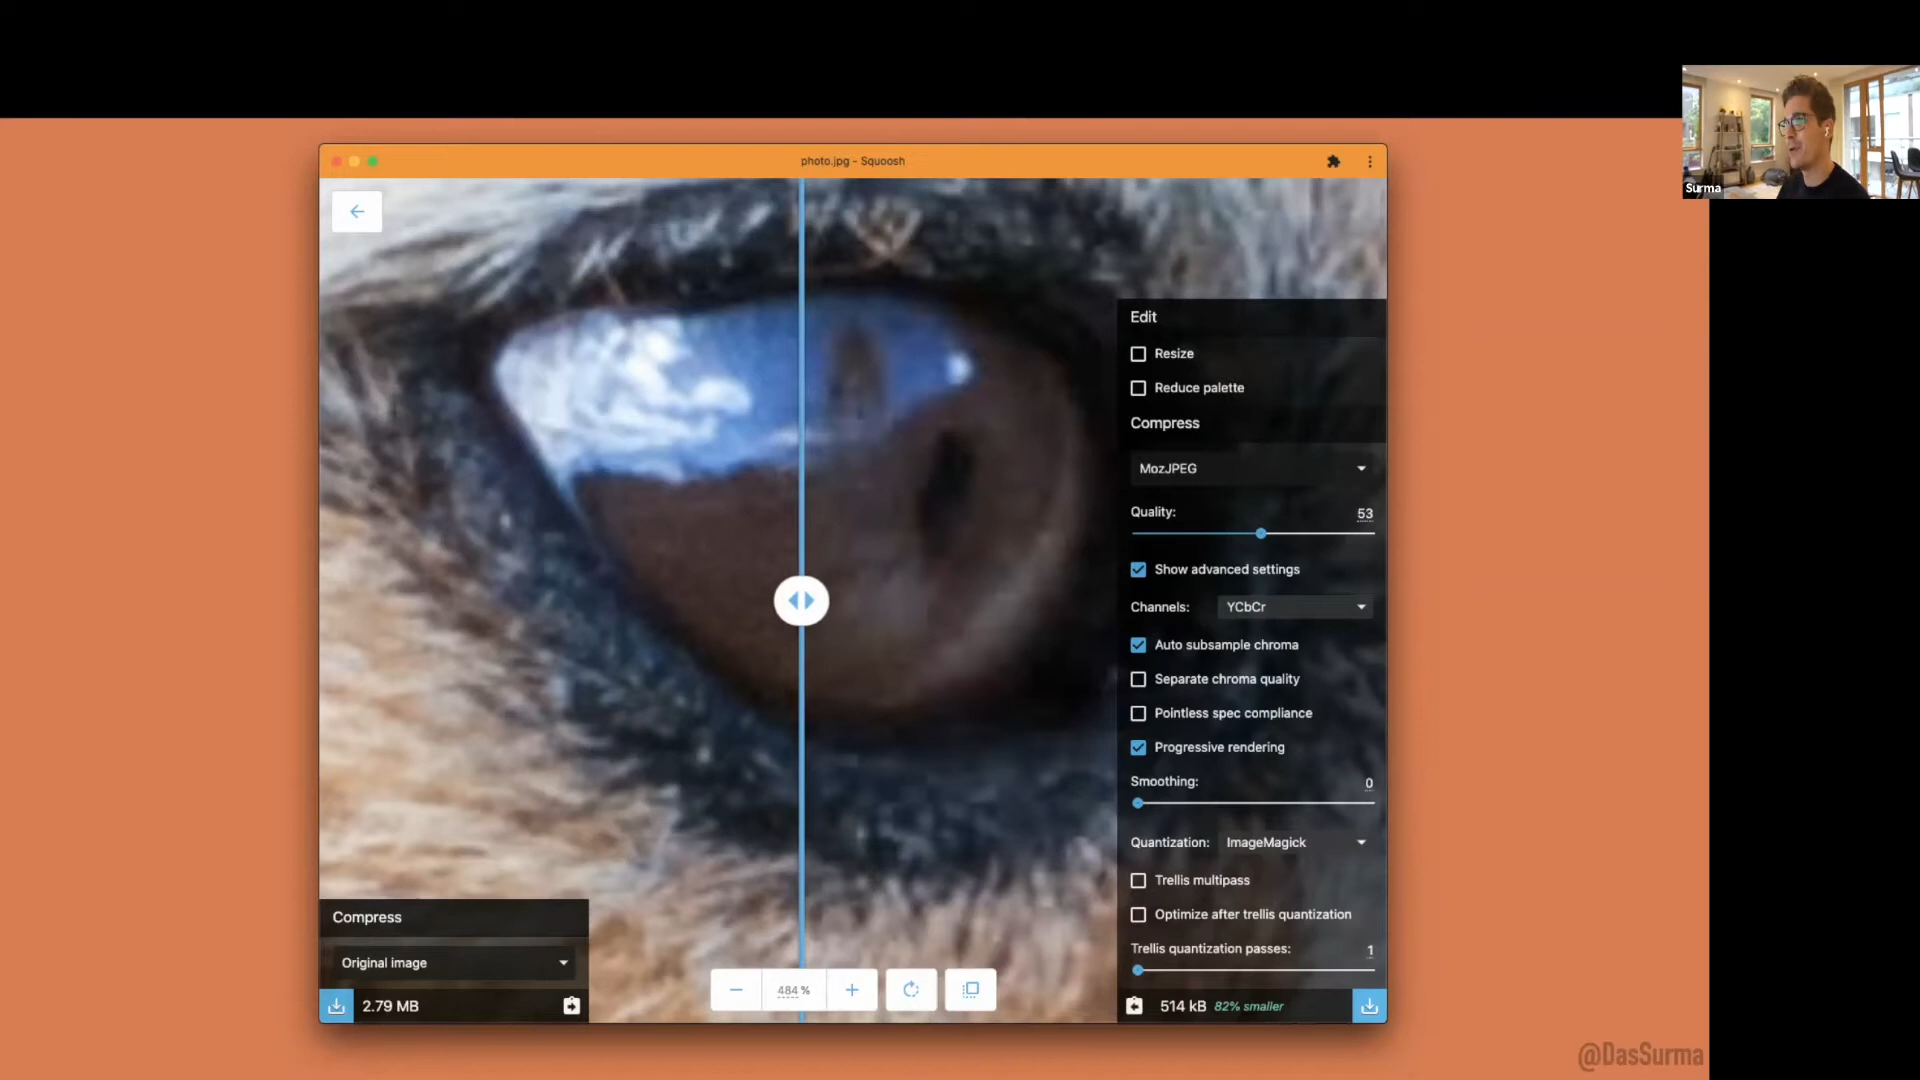 photo.jpg - Squoosh
Surma
Edit
Resize
Reduce palette
Compress
MozJPEG
Quality: 53
Show advanced settings
Channels: YCbCr
Auto subsample chroma
Separate chroma quality
Pointless spec compliance
Progressive rendering
Smoothing: 0
Quantization: ImageMagick
Trellis multipass
Optimize after trellis quantization
Trellis quantization passes: 1
Compress
Original image
2.79 MB
484 %
514 kB 82% smaller
@DasSurma